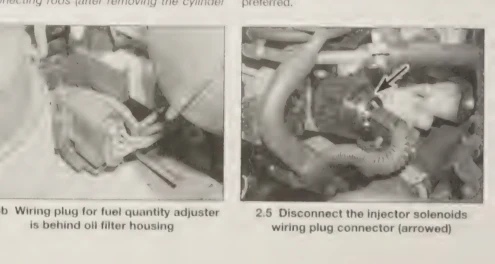 rods (after removing the cylinder
preferred.
b Wiring plug for fuel quantity adjuster
is behind oil filter housing
2.5 Disconnect the injector solenoids
wiring plug connector (arrowed)